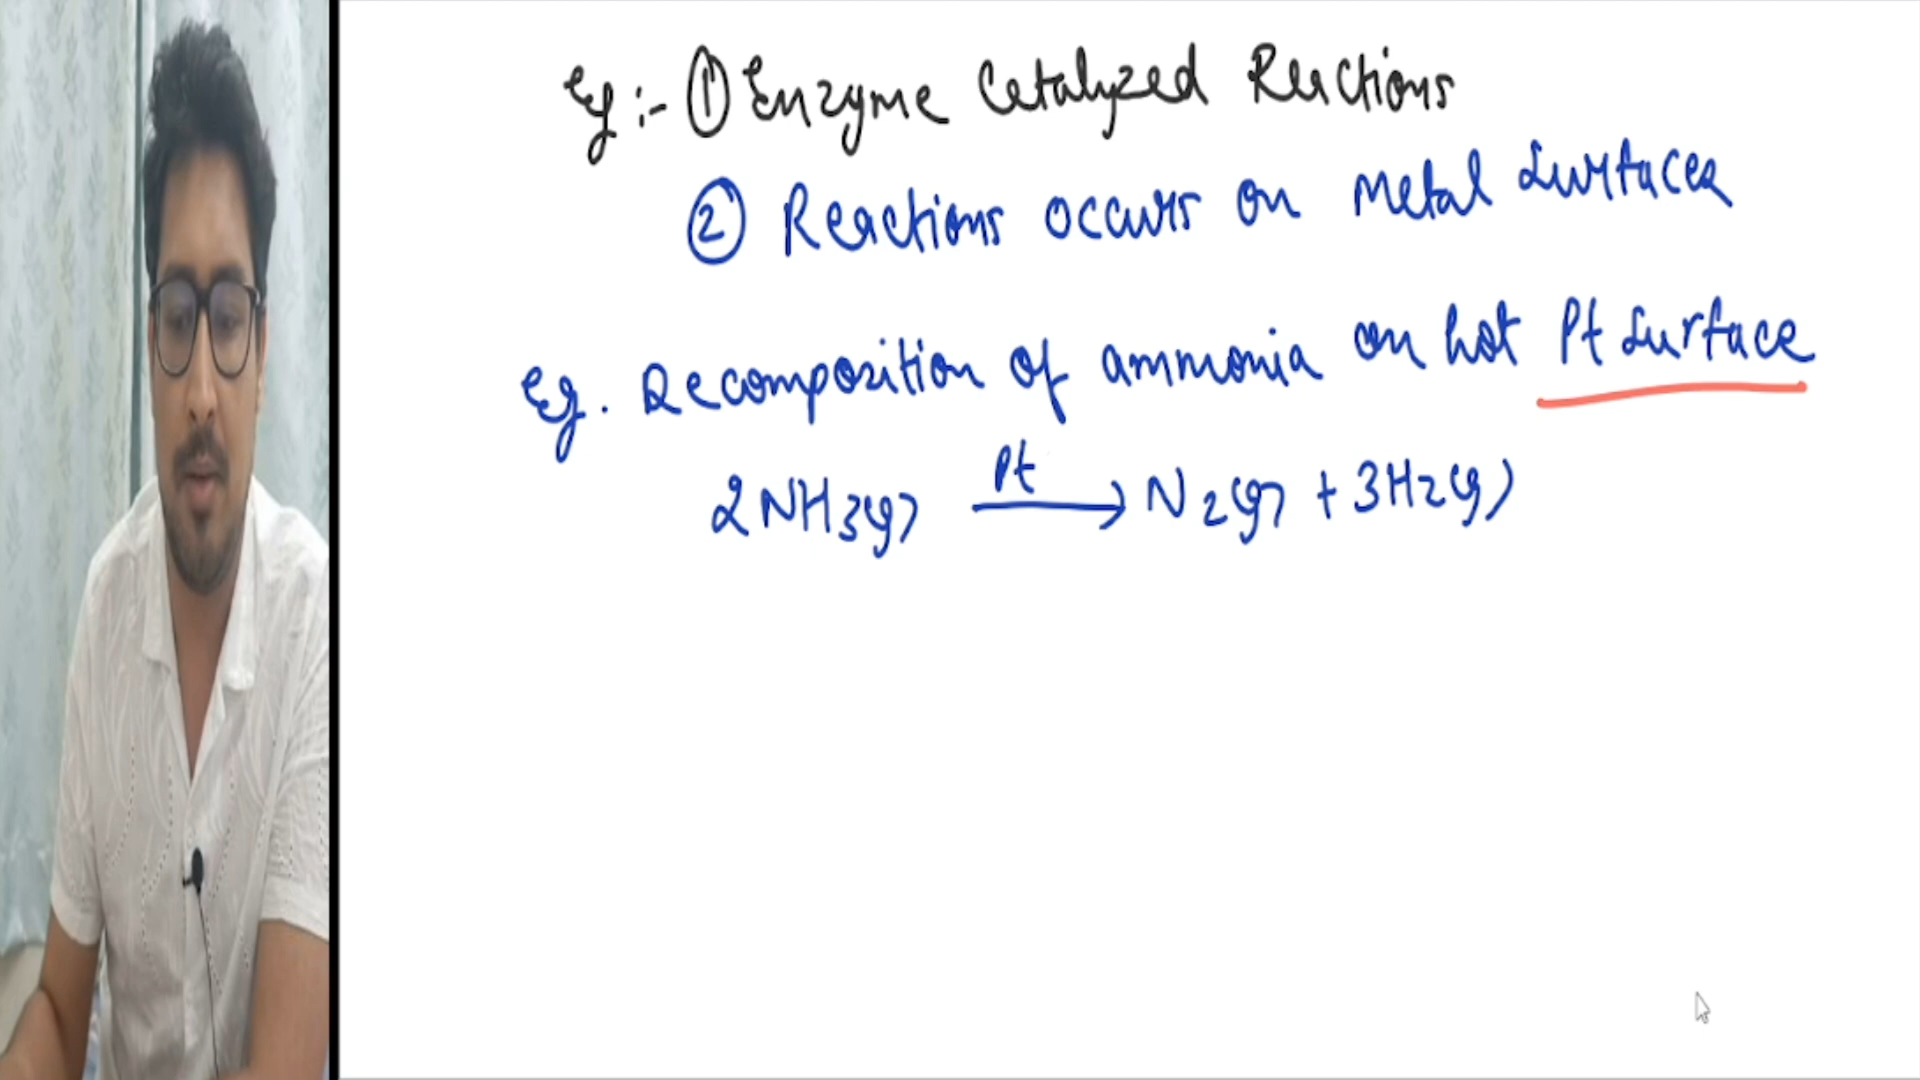 Eg :- ① Enzyme Catalyzed Reactions
② Reactions occurs on Metal Surfaces
Eg. Decomposition of ammonia on hot Pt Surface
Pt
2NH3(g) → N2(g) + 3H2(g)